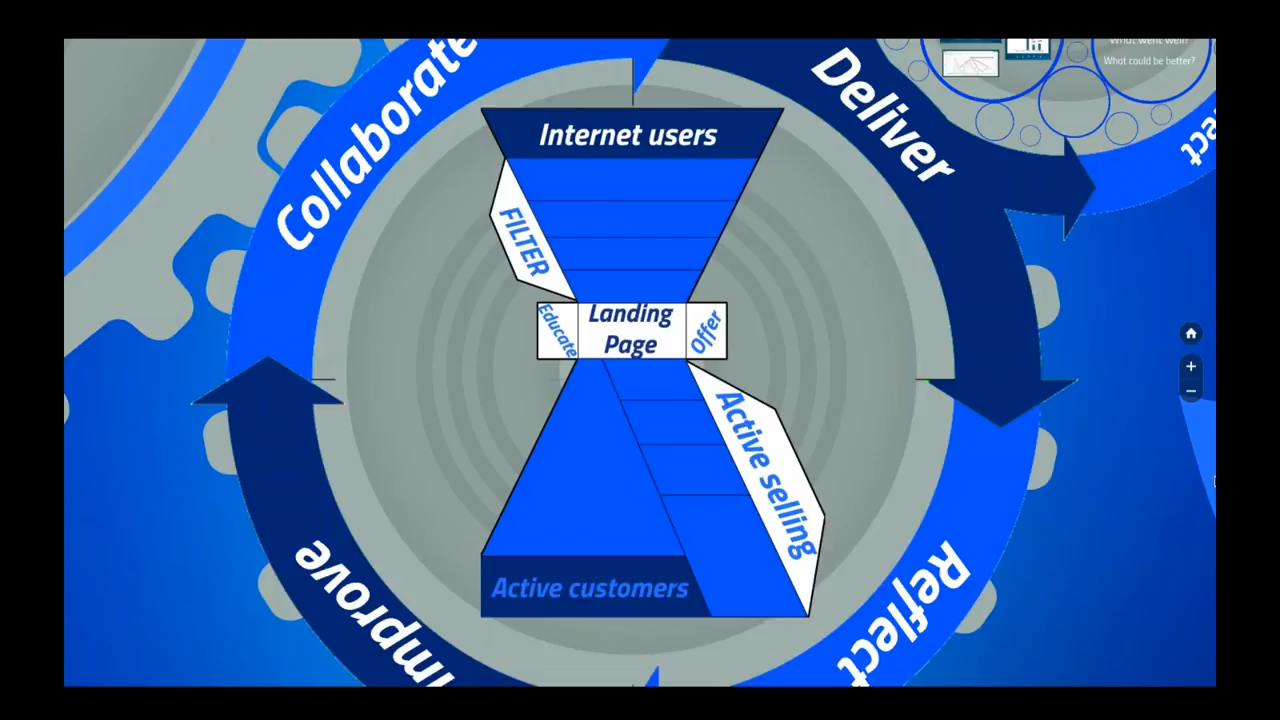 Collaborate
Deliver
What went well?
What could be better?
Internet users
FILTER
Educate
Landing
Page
Offer
Active selling
Active customers
Improve
Reflect